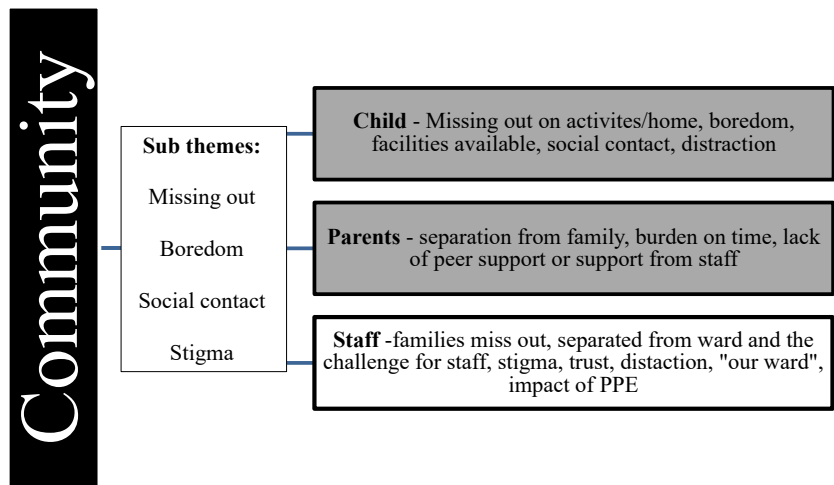 Community
Sub themes:
Missing out
Boredom
Social contact
Stigma
Child - Missing out on activites/home, boredom,
facilities available, social contact, distraction
Parents - separation from family, burden on time, lack
of peer support or support from staff
Staff -families miss out, separated from ward and the
challenge for staff, stigma, trust, distaction, "our ward",
impact of PPE